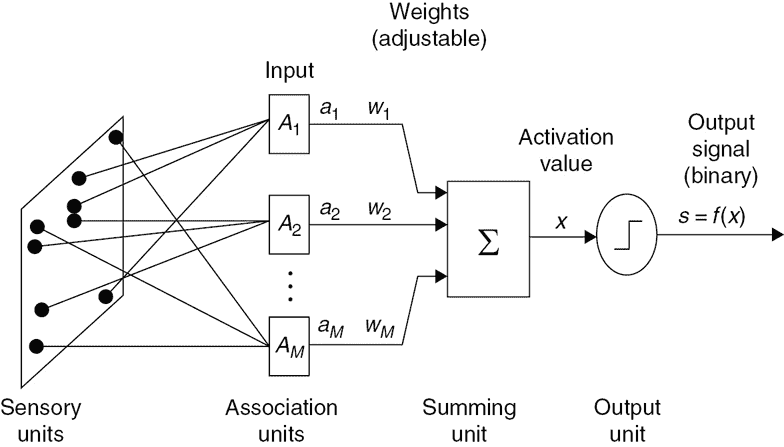 Weights
(adjustable)
Input
A1
a1
w1
Activation
value
Output
signal
(binary)
A2
a2
w2
Σ
x
s = f(x)
AM
aM
wM
Sensory
units
Association
units
Summing
unit
Output
unit